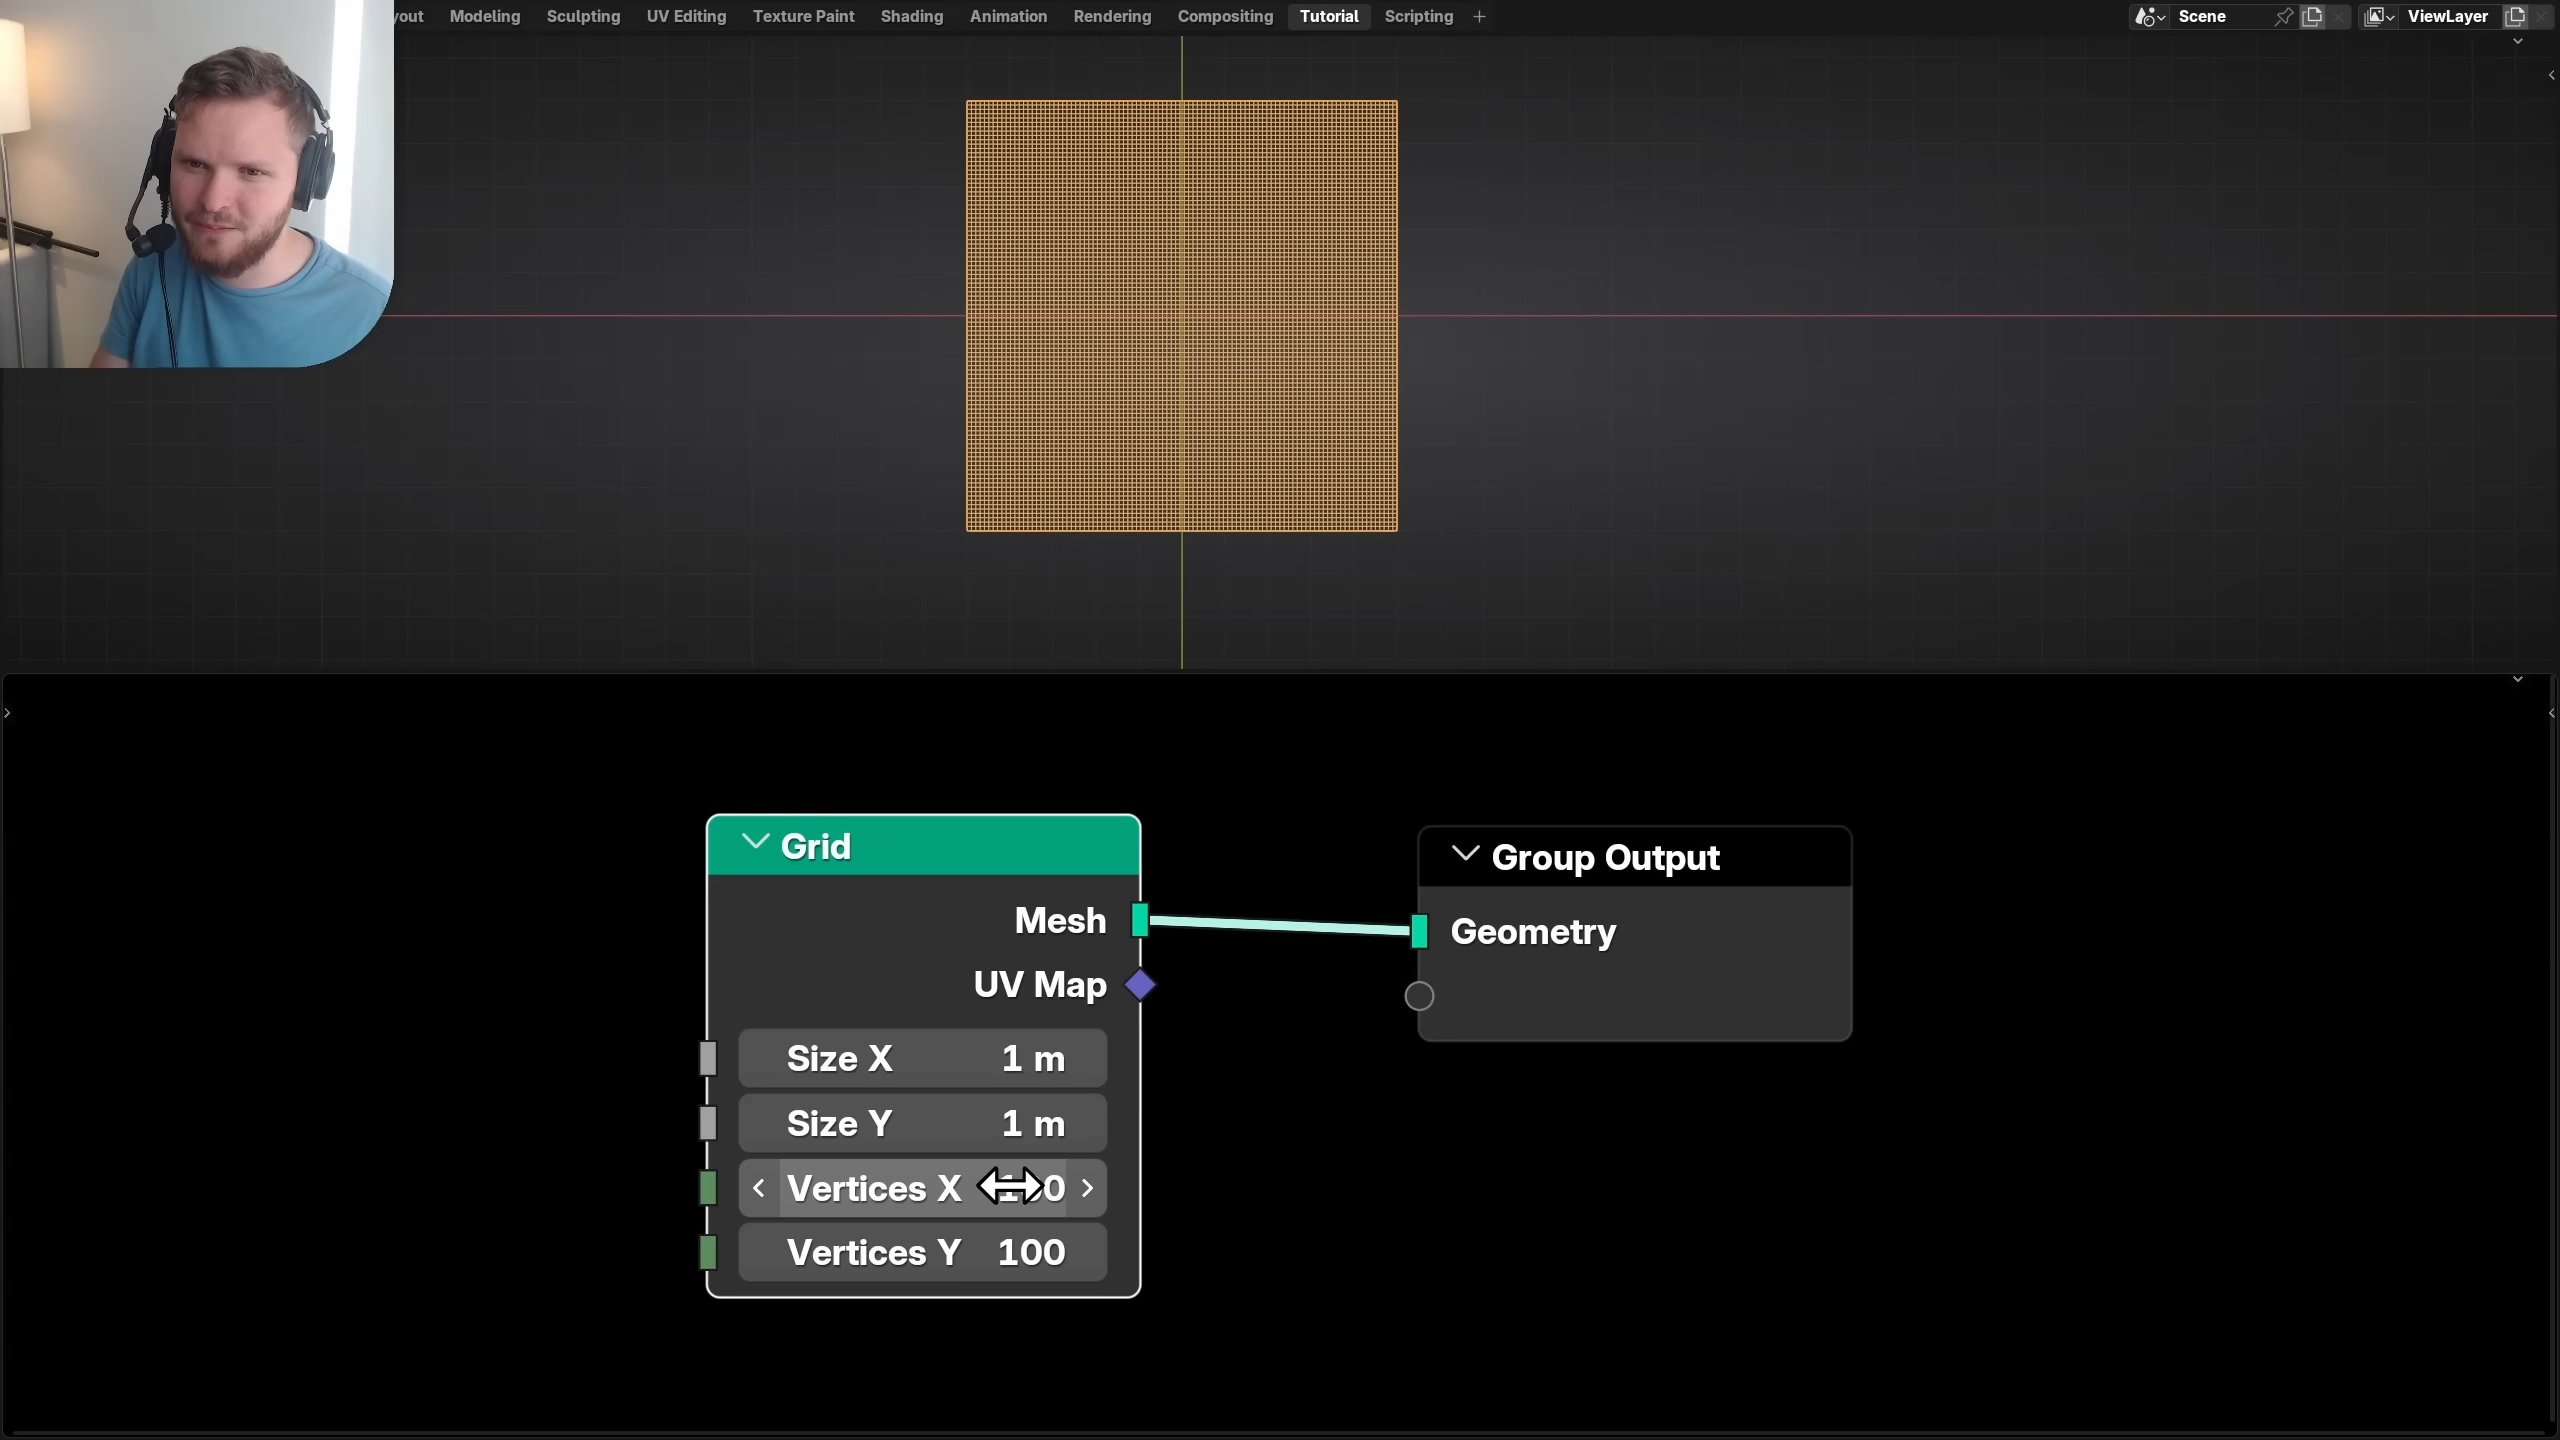 Modeling Sculpting UV Editing Texture Paint Shading Animation Rendering Compositing Tutorial Scripting + Scene ViewLayer
Grid
Mesh
UV Map
Size X 1 m
Size Y 1 m
Vertices X
Vertices Y 100
Group Output
Geometry